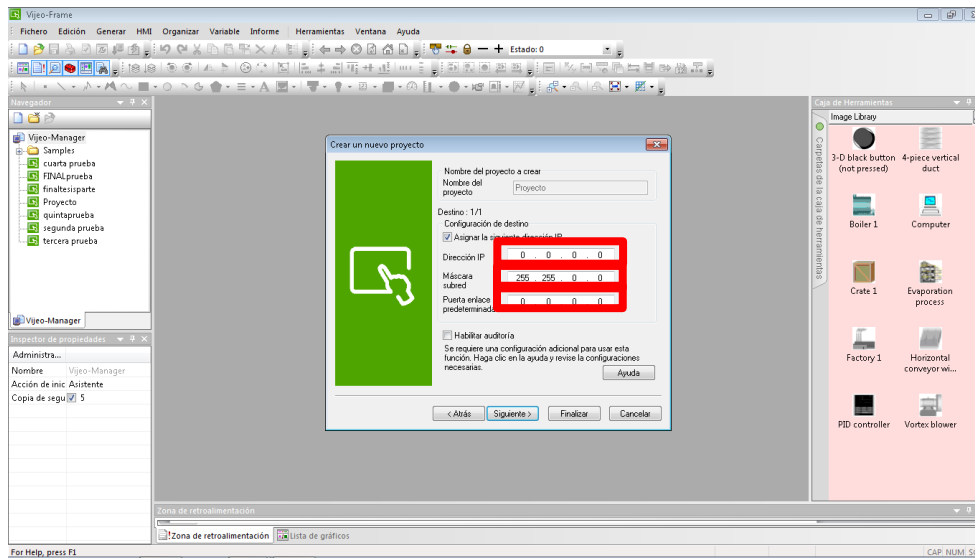 Vijeo-Frame
Fichero Edición Generar HMI Organizar Variable Informe Herramientas Ventana Ayuda
Estado: 0
Navegador
Vijeo-Manager
Samples
cuarta prueba
FINALprueba
finaltesisparte
Proyecto
quintaprueba
segunda prueba
tercera prueba
Vijeo-Manager
Inspector de propiedades
Administra...
Nombre Vijeo-Manager
Acción de inic Asistente
Copia de segu 5
Crear un nuevo proyecto
Nombre del proyecto a crear
Nombre del proyecto
Proyecto
Destino : 1/1
Configuración de destino
Asignar la siguiente dirección IP
Dirección IP 0 . 0 . 0 . 0
Máscara subred
255 . 255 . 0 . 0
Puerta enlace predeterminada
0 . 0 . 0 . 0
Habilitar auditoría
Se requiere una configuración adicional para usar esta
función. Haga clic en la ayuda y revise la configuraciones
necesarias.
Ayuda
< Atrás Siguiente > Finalizar Cancelar
Caja de Herramientas
Carpetas de la caja de herramientas
Image Library
3-D black button (not pressed)
4-piece vertical duct
Boiler 1
Computer
Crate 1
Evaporation process
Factory 1
Horizontal conveyor wi...
PID controller
Vortex blower
Zona de retroalimentación
Zona de retroalimentación Lista de gráficos
For Help, press F1
CAP NUM